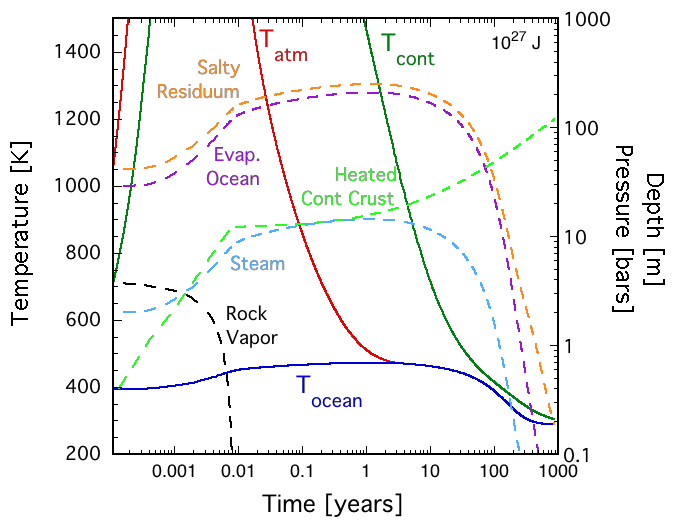 10²⁷ J
T_atm
T_cont
Salty
Residuum
Evap.
Ocean
Heated
Cont Crust
Steam
Rock
Vapor
T_ocean
Temperature [K]
1400
1200
1000
800
600
400
200
1000
100
10
1
0.1
Depth [m]
Pressure [bars]
0.001
0.01
0.1
1
10
100
1000
Time [years]